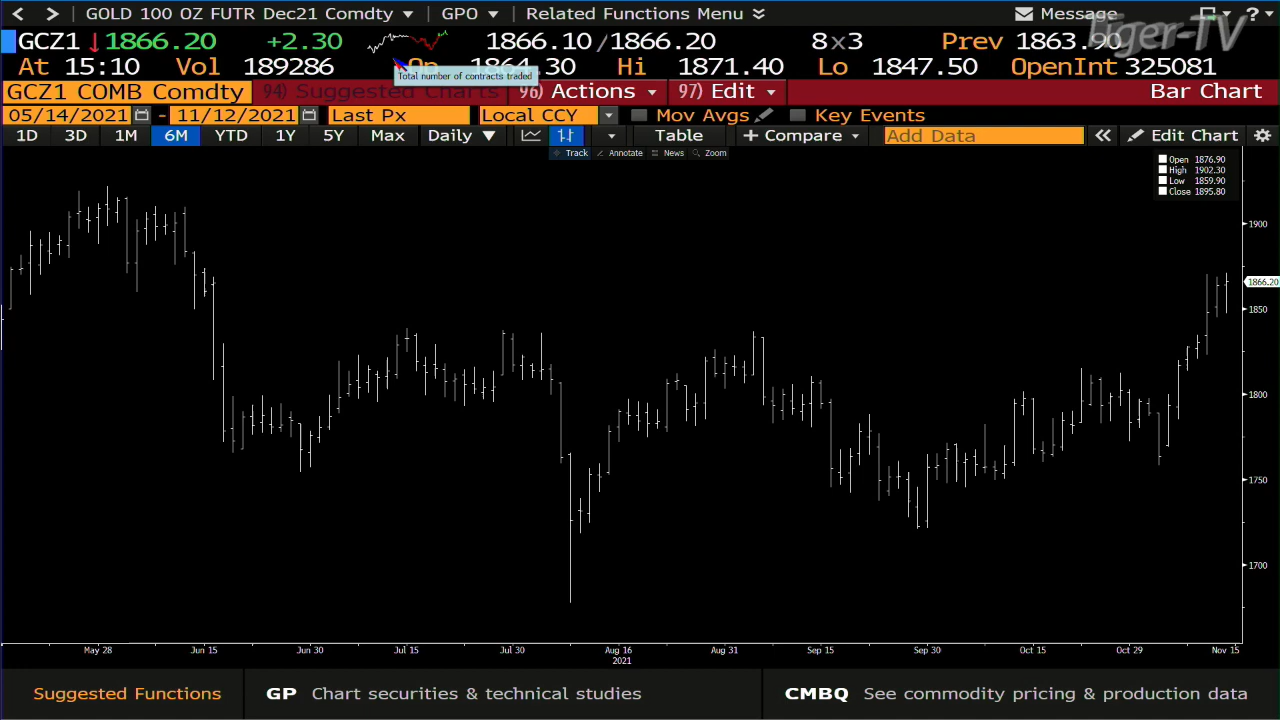 GOLD 100 OZ FUTR Dec21 Comdty GPO Related Functions Menu Message ?
GCZ1 1866.20 +2.30 1866.10/1866.20 8x3 Prev 1863.90
At 15:10 Vol 189286 Op 1864.30 Hi 1871.40 Lo 1847.50 OpenInt 325081
Total number of contracts traded
GCZ1 COMB Comdty 94) Suggested Charts 96) Actions 97) Edit Bar Chart
05/14/2021 - 11/12/2021 Last Px Local CCY Mov Avgs Key Events
1D 3D 1M 6M YTD 1Y 5Y Max Daily Table + Compare Add Data « Edit Chart
Track Annotate News Zoom
Open 1876.90
High 1902.30
Low 1859.90
Close 1895.80
1900
1866.20
1850
1800
1750
1700
May 28 Jun 15 Jun 30 Jul 15 Jul 30 Aug 16 Aug 31 Sep 15 Sep 30 Oct 15 Oct 29 Nov 15
2021
Suggested Functions GP Chart securities & technical studies CMBQ See commodity pricing & production data